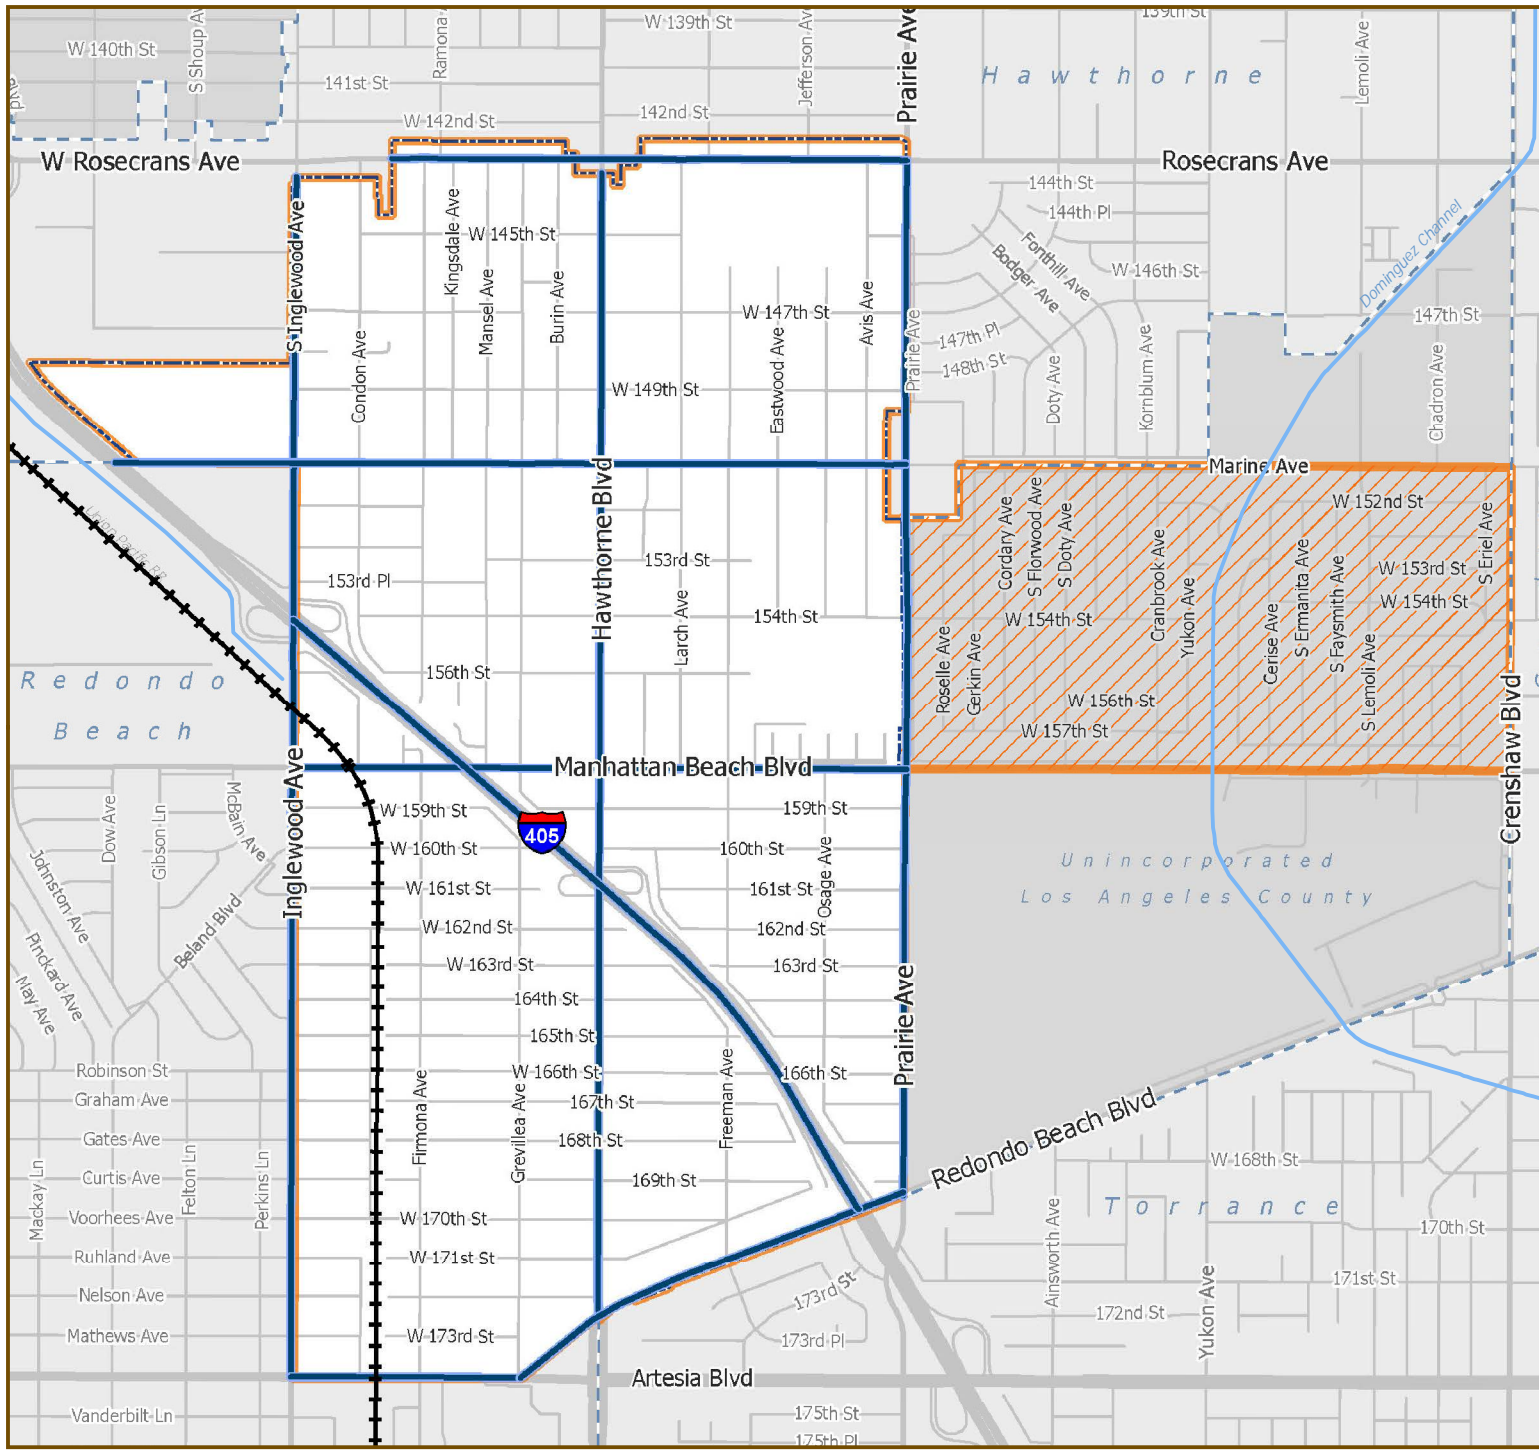 W 139th St
139th St
W 140th St
S Shoup Av
Ramona
Jefferson Av
Prairie Ave
Hawthorne
Lemoli Ave
141st St
142nd St
W 142nd St
W Rosecrans Ave
Rosecrans Ave
144th St
144th Pl
S Inglewood Ave
Kingsdale Ave
W 145th St
Mansel Ave
Burin Ave
Fonthill Ave
Bodger Ave
W 146th St
Dominguez Channel
W 147th St
147th St
Avis Ave
Prairie Ave
147th Pl
148th St
Condon Ave
Eastwood Ave
W 149th St
Doty Ave
Kornblum Ave
Chadron Ave
Marine Ave
W 152nd St
Union Pacific RR
Hawthorne Blvd
Cordary Ave
S Florwood Ave
S Doty Ave
Cranbrook Ave
Yukon Ave
S Eriel Ave
153rd St
153rd Pl
W 153rd St
W 154th St
154th St
W 154th St
Larch Ave
Roselle Ave
Gerkin Ave
Cerise Ave
S Ermanita Ave
S Faysmith Ave
S Lemoli Ave
156th St
Redondo
Beach
W 156th St
W 157th St
Crenshaw Blvd
Manhattan Beach Blvd
Inglewood Ave
Dow Ave
Gibson Ln
McBain Ave
W 159th St
159th St
405
W 160th St
160th St
Osage Ave
Unincorporated
Los Angeles County
Johnston Ave
W 161st St
161st St
Beland Blvd
W 162nd St
162nd St
Pinckard Ave
May Ave
W 163rd St
163rd St
164th St
Prairie Ave
165th St
Robinson St
W 166th St
166th St
Firmona Ave
Grevillea Ave
Freeman Ave
Graham Ave
167th St
Redondo Beach Blvd
Gates Ave
168th St
W 168th St
Mackay Ln
Felton Ln
Perkins Ln
Curtis Ave
169th St
Torrance
Voorhees Ave
W 170th St
170th St
Ruhland Ave
W 171st St
171st St
Ainsworth Ave
Yukon Ave
Nelson Ave
173rd St
172nd St
Mathews Ave
W 173rd St
173rd Pl
Artesia Blvd
Vanderbilt Ln
175th St
175th Pl